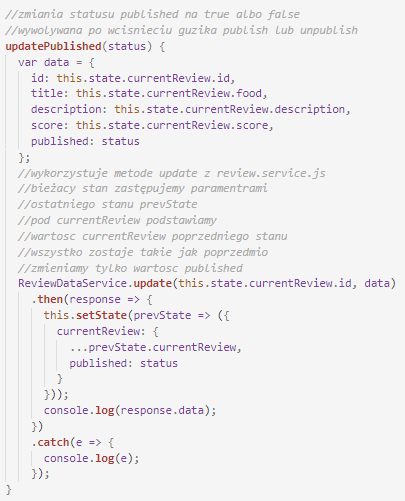 //zmiania statusu published na true albo false
//wywolywana po wcisnieciu guzika publish lub unpublish
updatePublished(status) {
  var data = {
    id: this.state.currentReview.id,
    title: this.state.currentReview.food,
    description: this.state.currentReview.description,
    score: this.state.currentReview.score,
    published: status
  };
  //wykorzystuje metode update z review.service.js
  //bieżacy stan zastępujemy paramentrami
  //ostatniego stanu prevState
  //pod currentReview podstawiamy
  //wartosc currentReview poprzedniego stanu
  //wszystko zostaje takie jak poprzedmio
  //zmieniamy tylko wartosc published
  ReviewDataService.update(this.state.currentReview.id, data)
    .then(response => {
      this.setState(prevState => ({
        currentReview: {
          ...prevState.currentReview,
          published: status
        }
      }));
      console.log(response.data);
    })
    .catch(e => {
      console.log(e);
    });
}